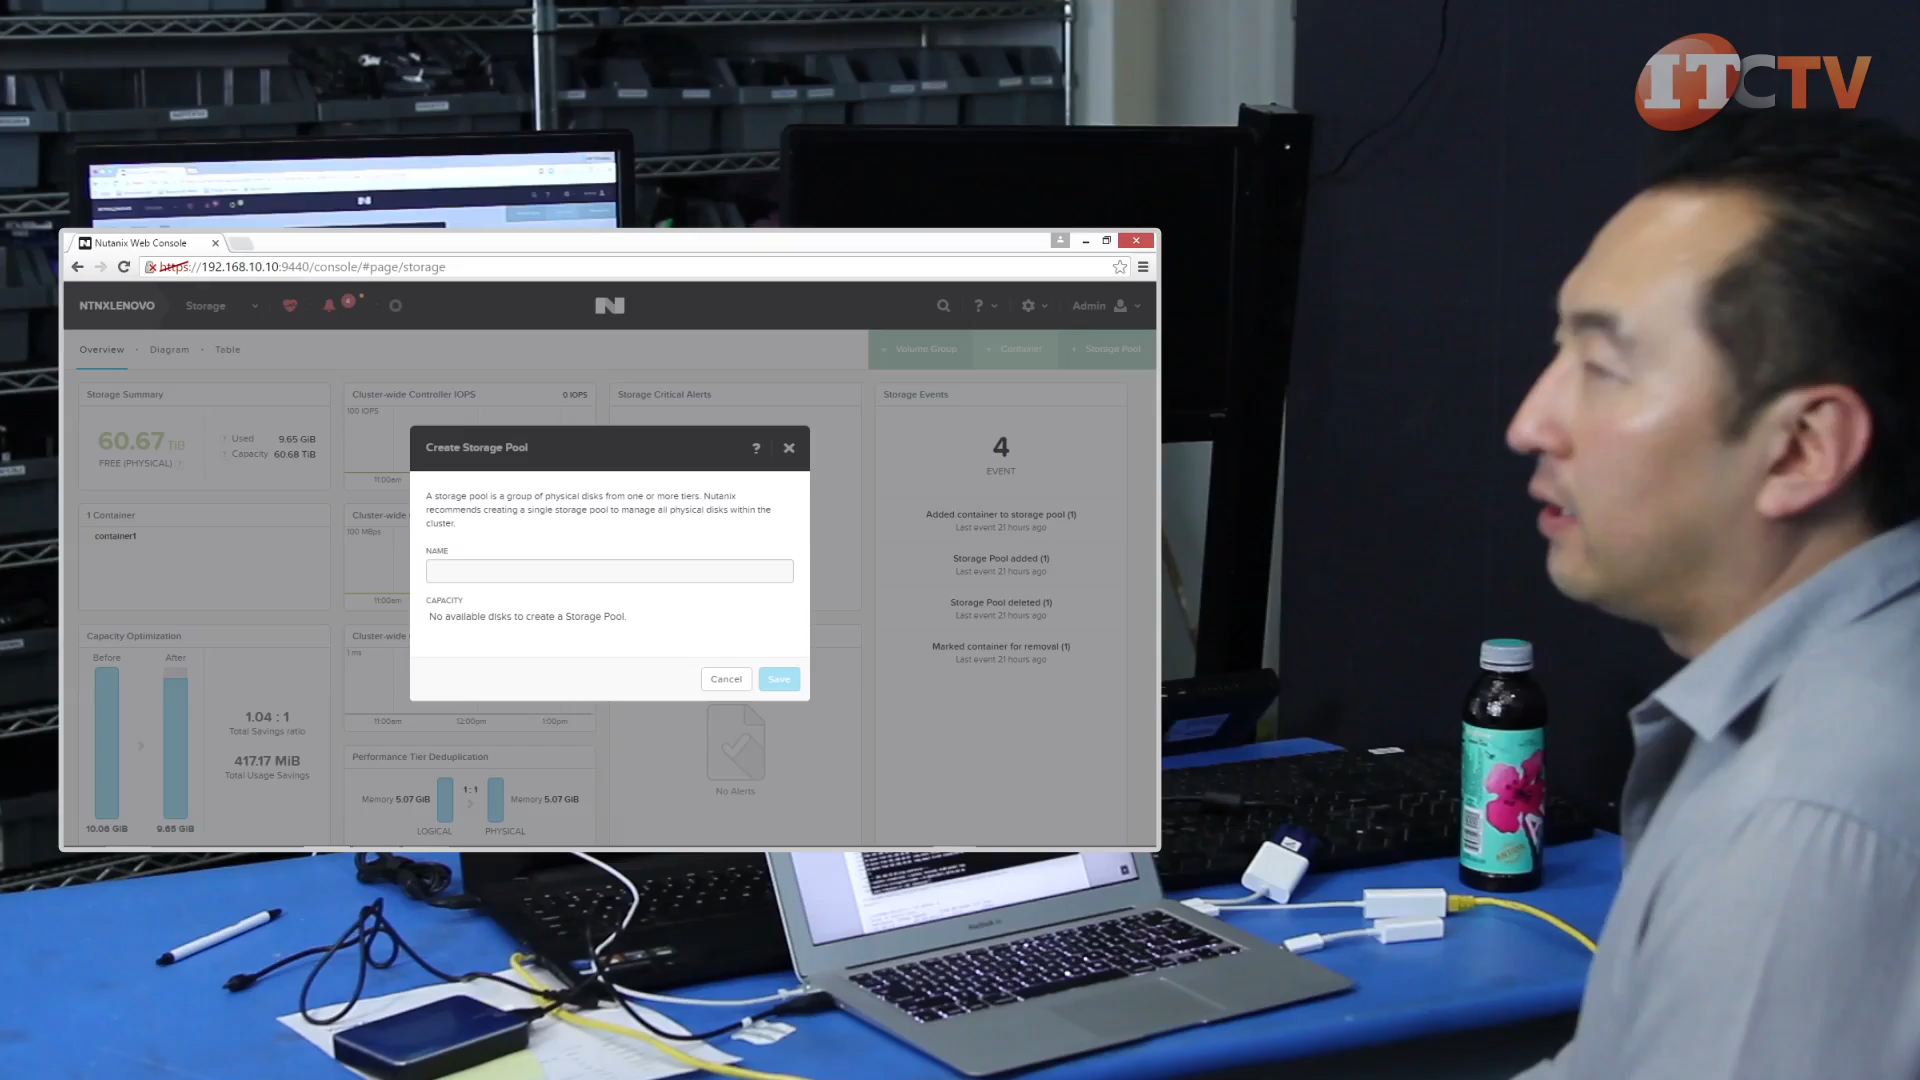 ITCTV
Nutanix Web Console
https://192.168.10.10:9440/console/#page/storage
NTNXLENOVO
Storage
4
N
?
Admin
Overview · Diagram · Table
Volume Group
Container
Storage Pool
Storage Summary
60.67 TiB
FREE (PHYSICAL)
Used 9.65 GiB
Capacity 60.68 TiB
1 Container
container1
Capacity Optimization
Before After
10.06 GiB 9.65 GiB
1.04 : 1
Total Savings ratio
417.17 MiB
Total Usage Savings
Cluster-wide Controller IOPS 0 IOPS
100 IOPS
11:00am
Cluster-wide
100 MBps
11:00am
Cluster-wide
1 ms
11:00am 12:00pm 1:00pm
Performance Tier Deduplication
Memory 5.07 GiB 1 : 1 Memory 5.07 GiB
LOGICAL PHYSICAL
Storage Critical Alerts
No Alerts
Storage Events
4
EVENT
Added container to storage pool (1)
Last event 21 hours ago
Storage Pool added (1)
Last event 21 hours ago
Storage Pool deleted (1)
Last event 21 hours ago
Marked container for removal (1)
Last event 21 hours ago
Create Storage Pool ?
A storage pool is a group of physical disks from one or more tiers. Nutanix
recommends creating a single storage pool to manage all physical disks within the
cluster.
NAME
CAPACITY
No available disks to create a Storage Pool.
Cancel Save